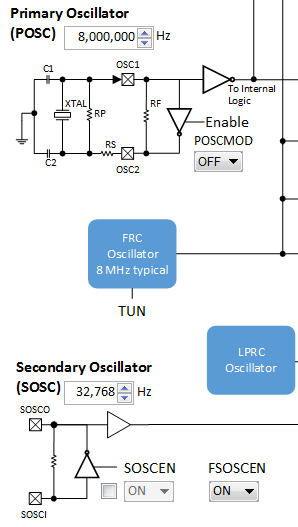 Primary Oscillator
(POSC) 8,000,000 Hz
C1
OSC1
XTAL
RP
RF
To Internal
Logic
Enable
POSCMOD
OFF
RS
C2
OSC2
FRC
Oscillator
8 MHz typical
TUN
LPRC
Oscillator
Secondary Oscillator
(SOSC) 32,768 Hz
SOSCO
SOSCEN FSOSCEN
ON ON
SOSCI